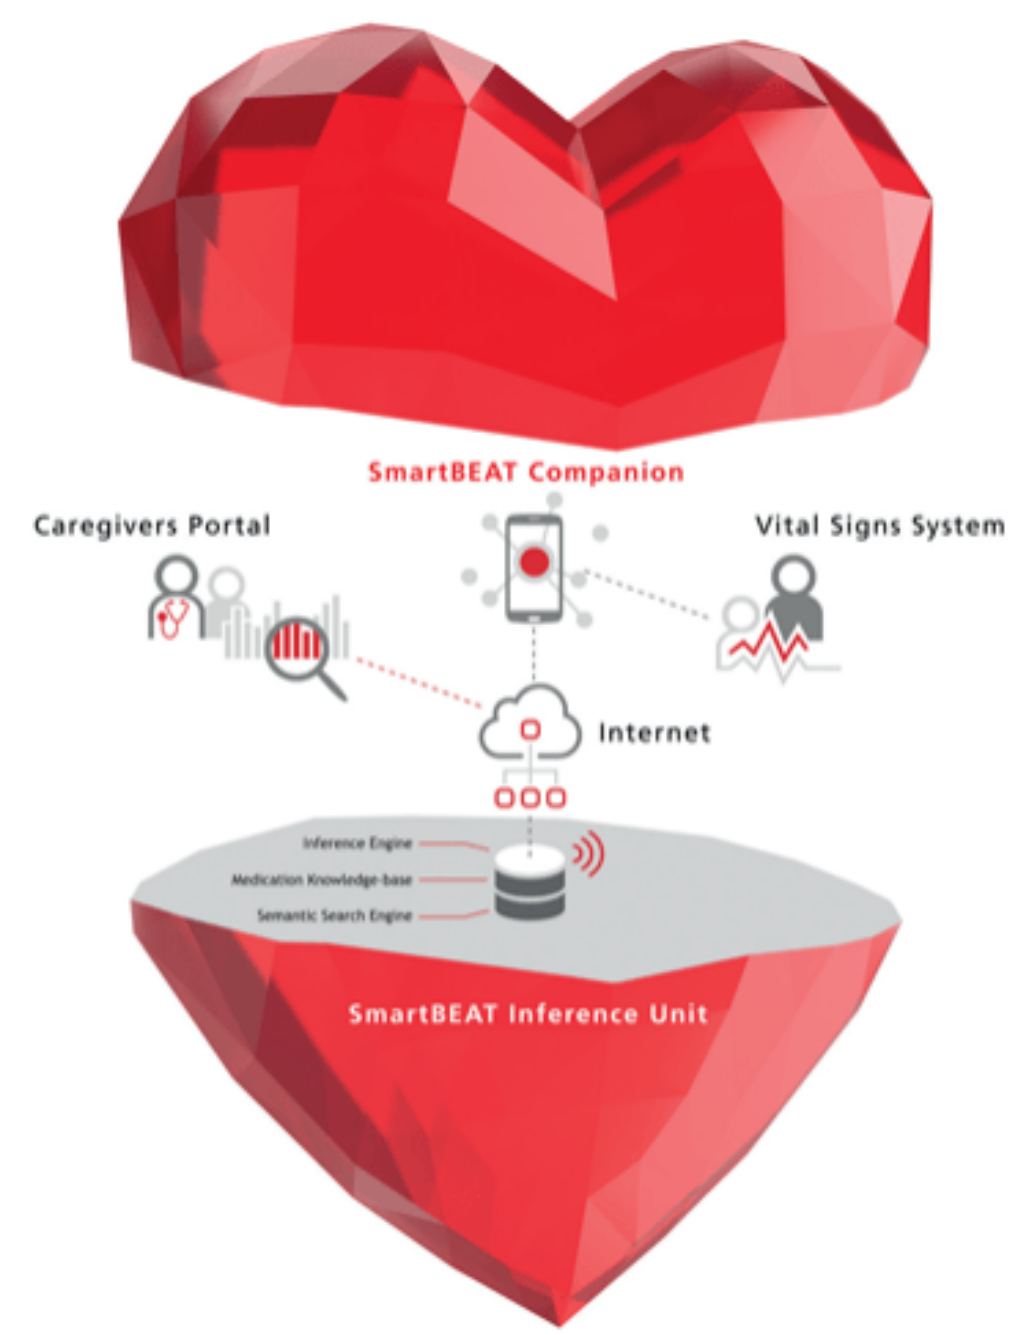 SmartBEAT Companion
Caregivers Portal
Vital Signs System
Internet
Inference Engine
Medication Knowledge-base
Semantic Search Engine
SmartBEAT Inference Unit